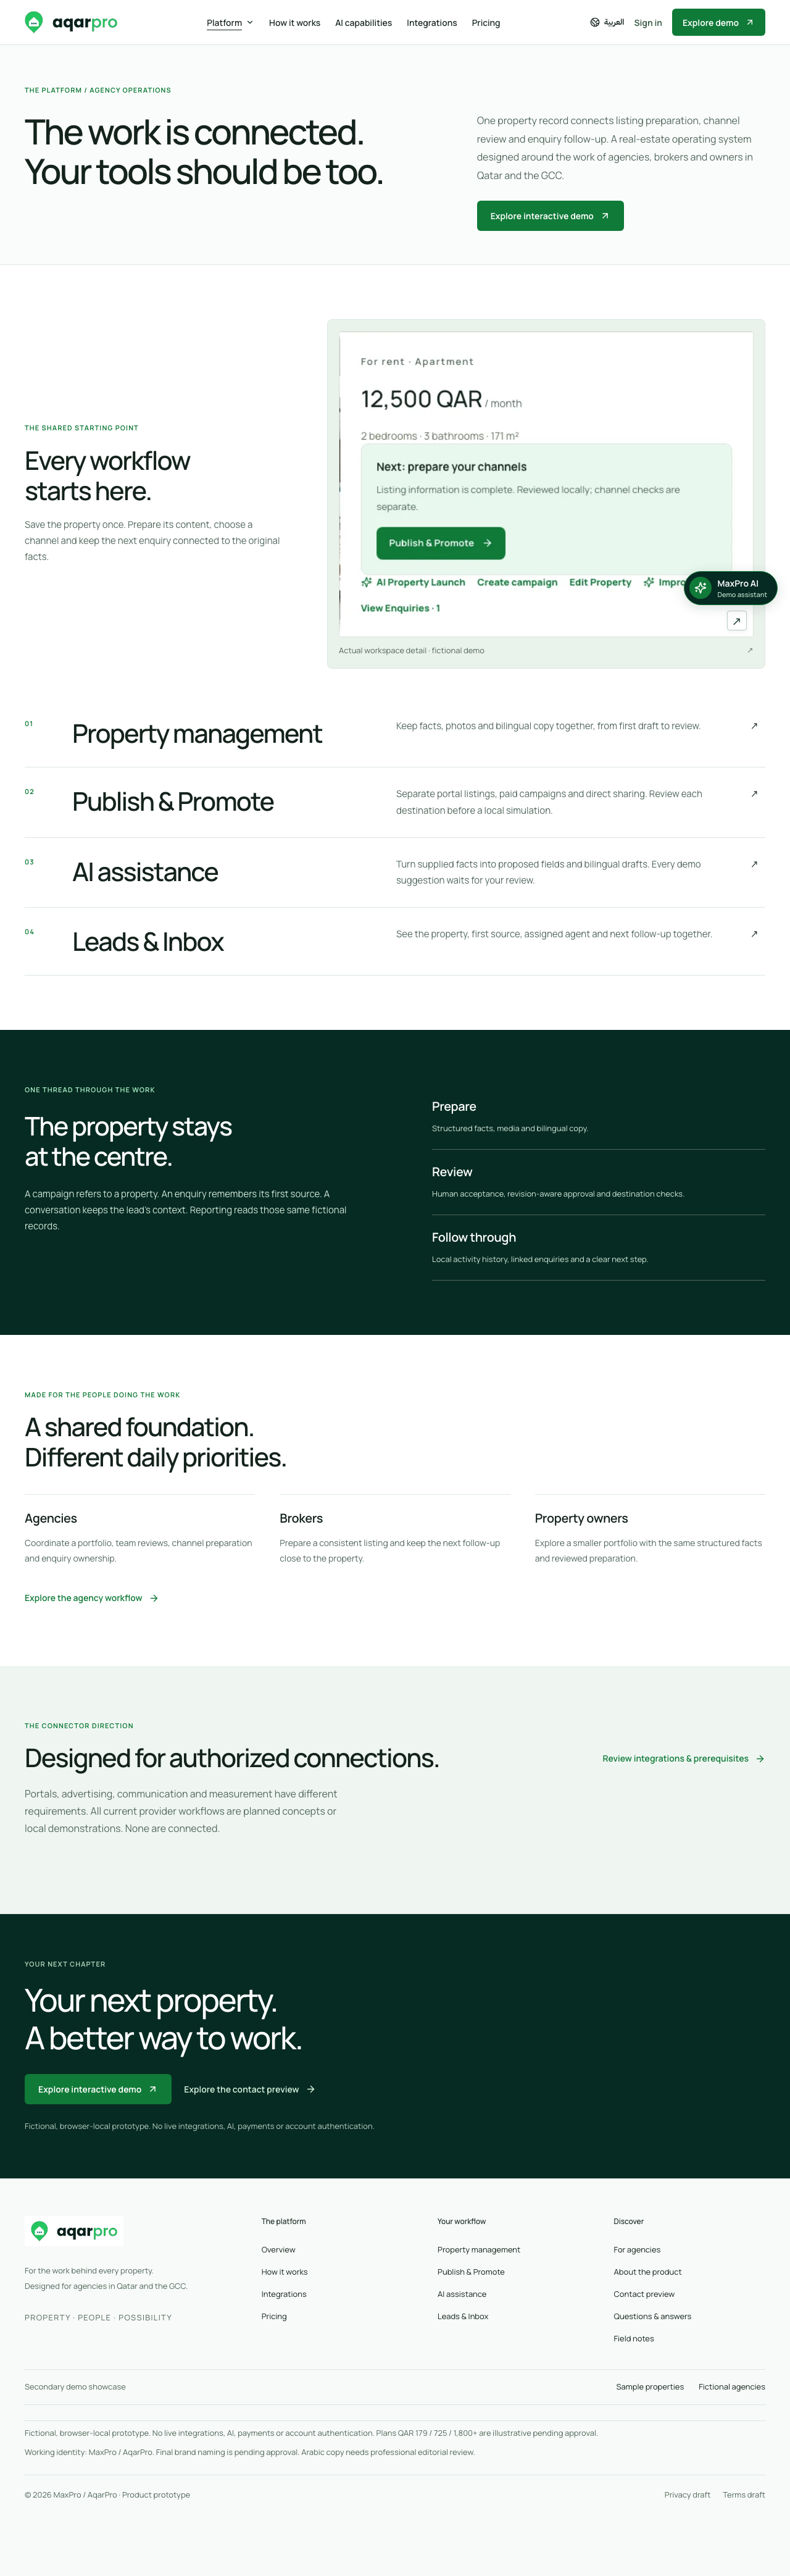 aqarpro
Platform How it works AI capabilities Integrations Pricing
العربية Sign in Explore demo
THE PLATFORM / AGENCY OPERATIONS
The work is connected.
Your tools should be too.
One property record connects listing preparation, channel
review and enquiry follow-up. A real-estate operating system
designed around the work of agencies, brokers and owners in
Qatar and the GCC.
Explore interactive demo
THE SHARED STARTING POINT
Every workflow
starts here.
Save the property once. Prepare its content, choose a
channel and keep the next enquiry connected to the original
facts.
For rent · Apartment
12,500 QAR / month
2 bedrooms · 3 bathrooms · 171 m²
Next: prepare your channels
Listing information is complete. Reviewed locally; channel checks are
separate.
Publish & Promote
AI Property Launch Create campaign Edit Property Impro
View Enquiries · 1
MaxPro AI
Demo assistant
Actual workspace detail · fictional demo
01
Property management
Keep facts, photos and bilingual copy together, from first draft to review.
02
Publish & Promote
Separate portal listings, paid campaigns and direct sharing. Review each
destination before a local simulation.
03
AI assistance
Turn supplied facts into proposed fields and bilingual drafts. Every demo
suggestion waits for your review.
04
Leads & Inbox
See the property, first source, assigned agent and next follow-up together.
ONE THREAD THROUGH THE WORK
The property stays
at the centre.
A campaign refers to a property. An enquiry remembers its first source. A
conversation keeps the lead's context. Reporting reads those same fictional
records.
Prepare
Structured facts, media and bilingual copy.
Review
Human acceptance, revision-aware approval and destination checks.
Follow through
Local activity history, linked enquiries and a clear next step.
MADE FOR THE PEOPLE DOING THE WORK
A shared foundation.
Different daily priorities.
Agencies
Coordinate a portfolio, team reviews, channel preparation
and enquiry ownership.
Brokers
Prepare a consistent listing and keep the next follow-up
close to the property.
Property owners
Explore a smaller portfolio with the same structured facts
and reviewed preparation.
Explore the agency workflow
THE CONNECTOR DIRECTION
Designed for authorized connections.
Portals, advertising, communication and measurement have different
requirements. All current provider workflows are planned concepts or
local demonstrations. None are connected.
Review integrations & prerequisites
YOUR NEXT CHAPTER
Your next property.
A better way to work.
Explore interactive demo Explore the contact preview
Fictional, browser-local prototype. No live integrations, AI, payments or account authentication.
aqarpro
For the work behind every property.
Designed for agencies in Qatar and the GCC.
PROPERTY · PEOPLE · POSSIBILITY
The platform
Overview
How it works
Integrations
Pricing
Your workflow
Property management
Publish & Promote
AI assistance
Leads & Inbox
Discover
For agencies
About the product
Contact preview
Questions & answers
Field notes
Secondary demo showcase
Sample properties Fictional agencies
Fictional, browser-local prototype. No live integrations, AI, payments or account authentication. Plans QAR 179 / 725 / 1,800+ are illustrative pending approval.
Working identity: MaxPro / AqarPro. Final brand naming is pending approval. Arabic copy needs professional editorial review.
© 2026 MaxPro / AqarPro · Product prototype
Privacy draft Terms draft